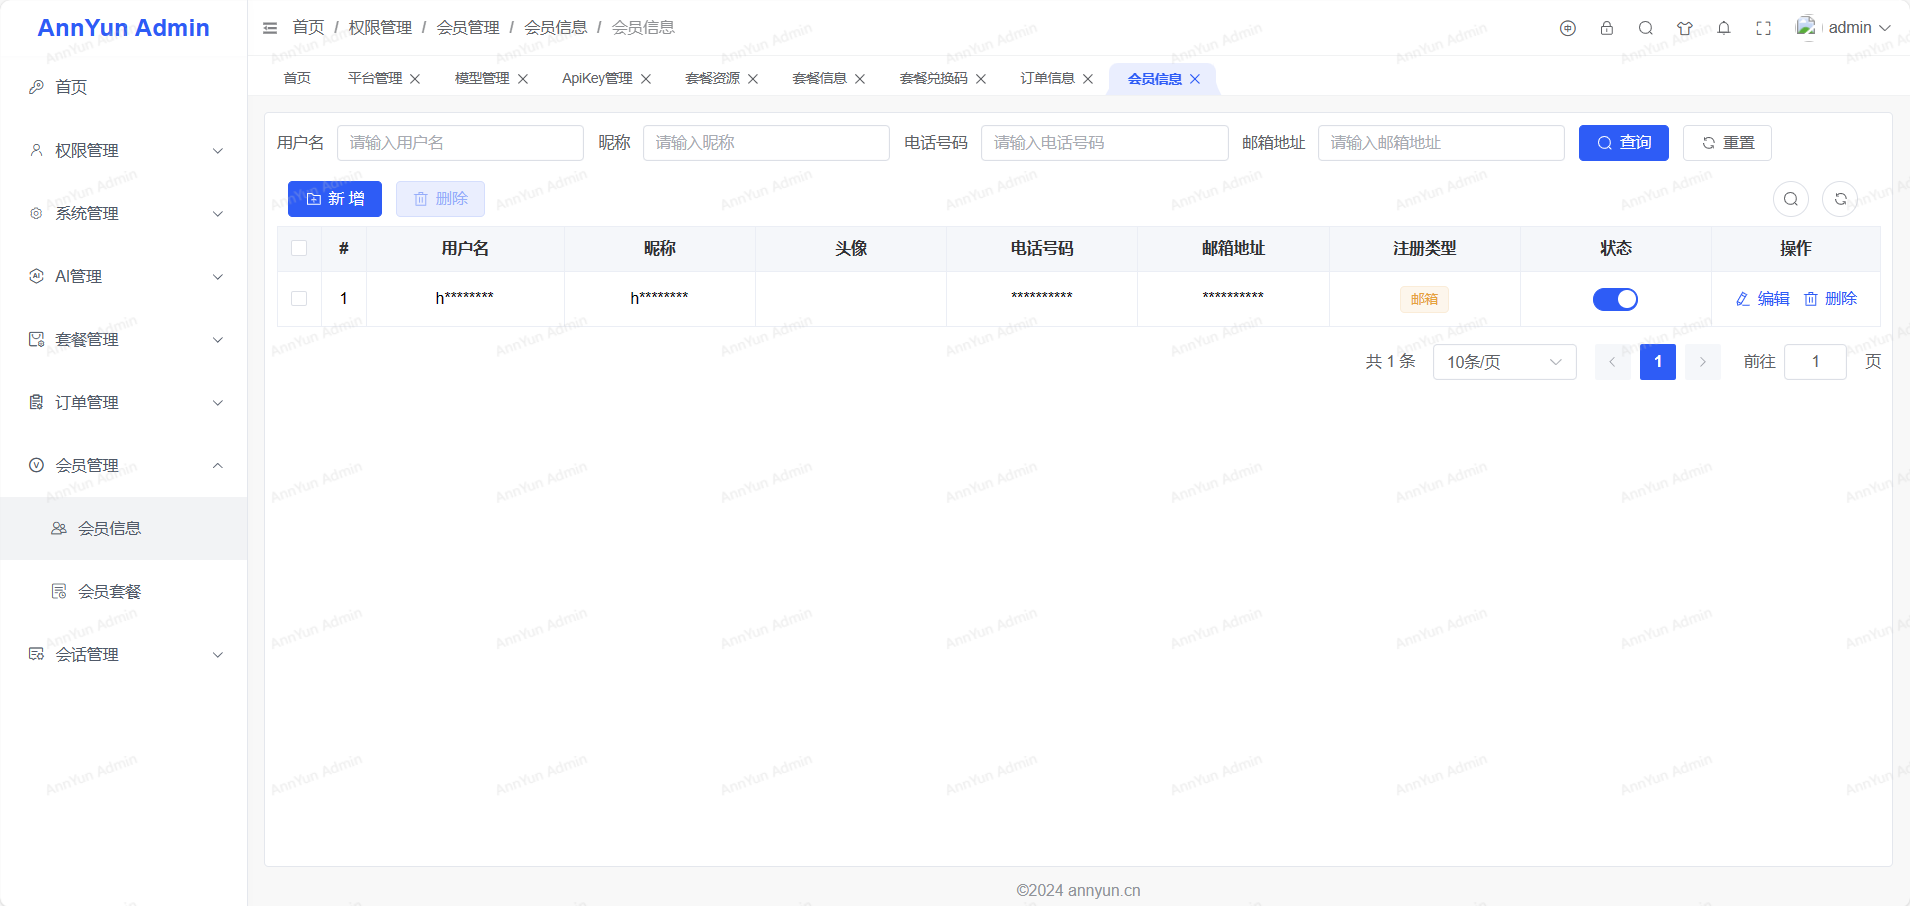 AnnYun Admin
首页
权限管理
系统管理
AI管理
套餐管理
订单管理
会员管理
会员信息
会员套餐
会话管理
首页 / 权限管理 / 会员管理 / 会员信息 / 会员信息
admin
首页 平台管理 模型管理 ApiKey管理 套餐资源 套餐信息 套餐兑换码 订单信息 会员信息
用户名 请输入用户名 昵称 请输入昵称 电话号码 请输入电话号码 邮箱地址 请输入邮箱地址 查询 重置
新增 删除
# 用户名 昵称 头像 电话号码 邮箱地址 注册类型 状态 操作
1 h******** h******** ********** ********** 邮箱 编辑 删除
共 1 条 10条/页 1 前往 1 页
©2024 annyun.cn